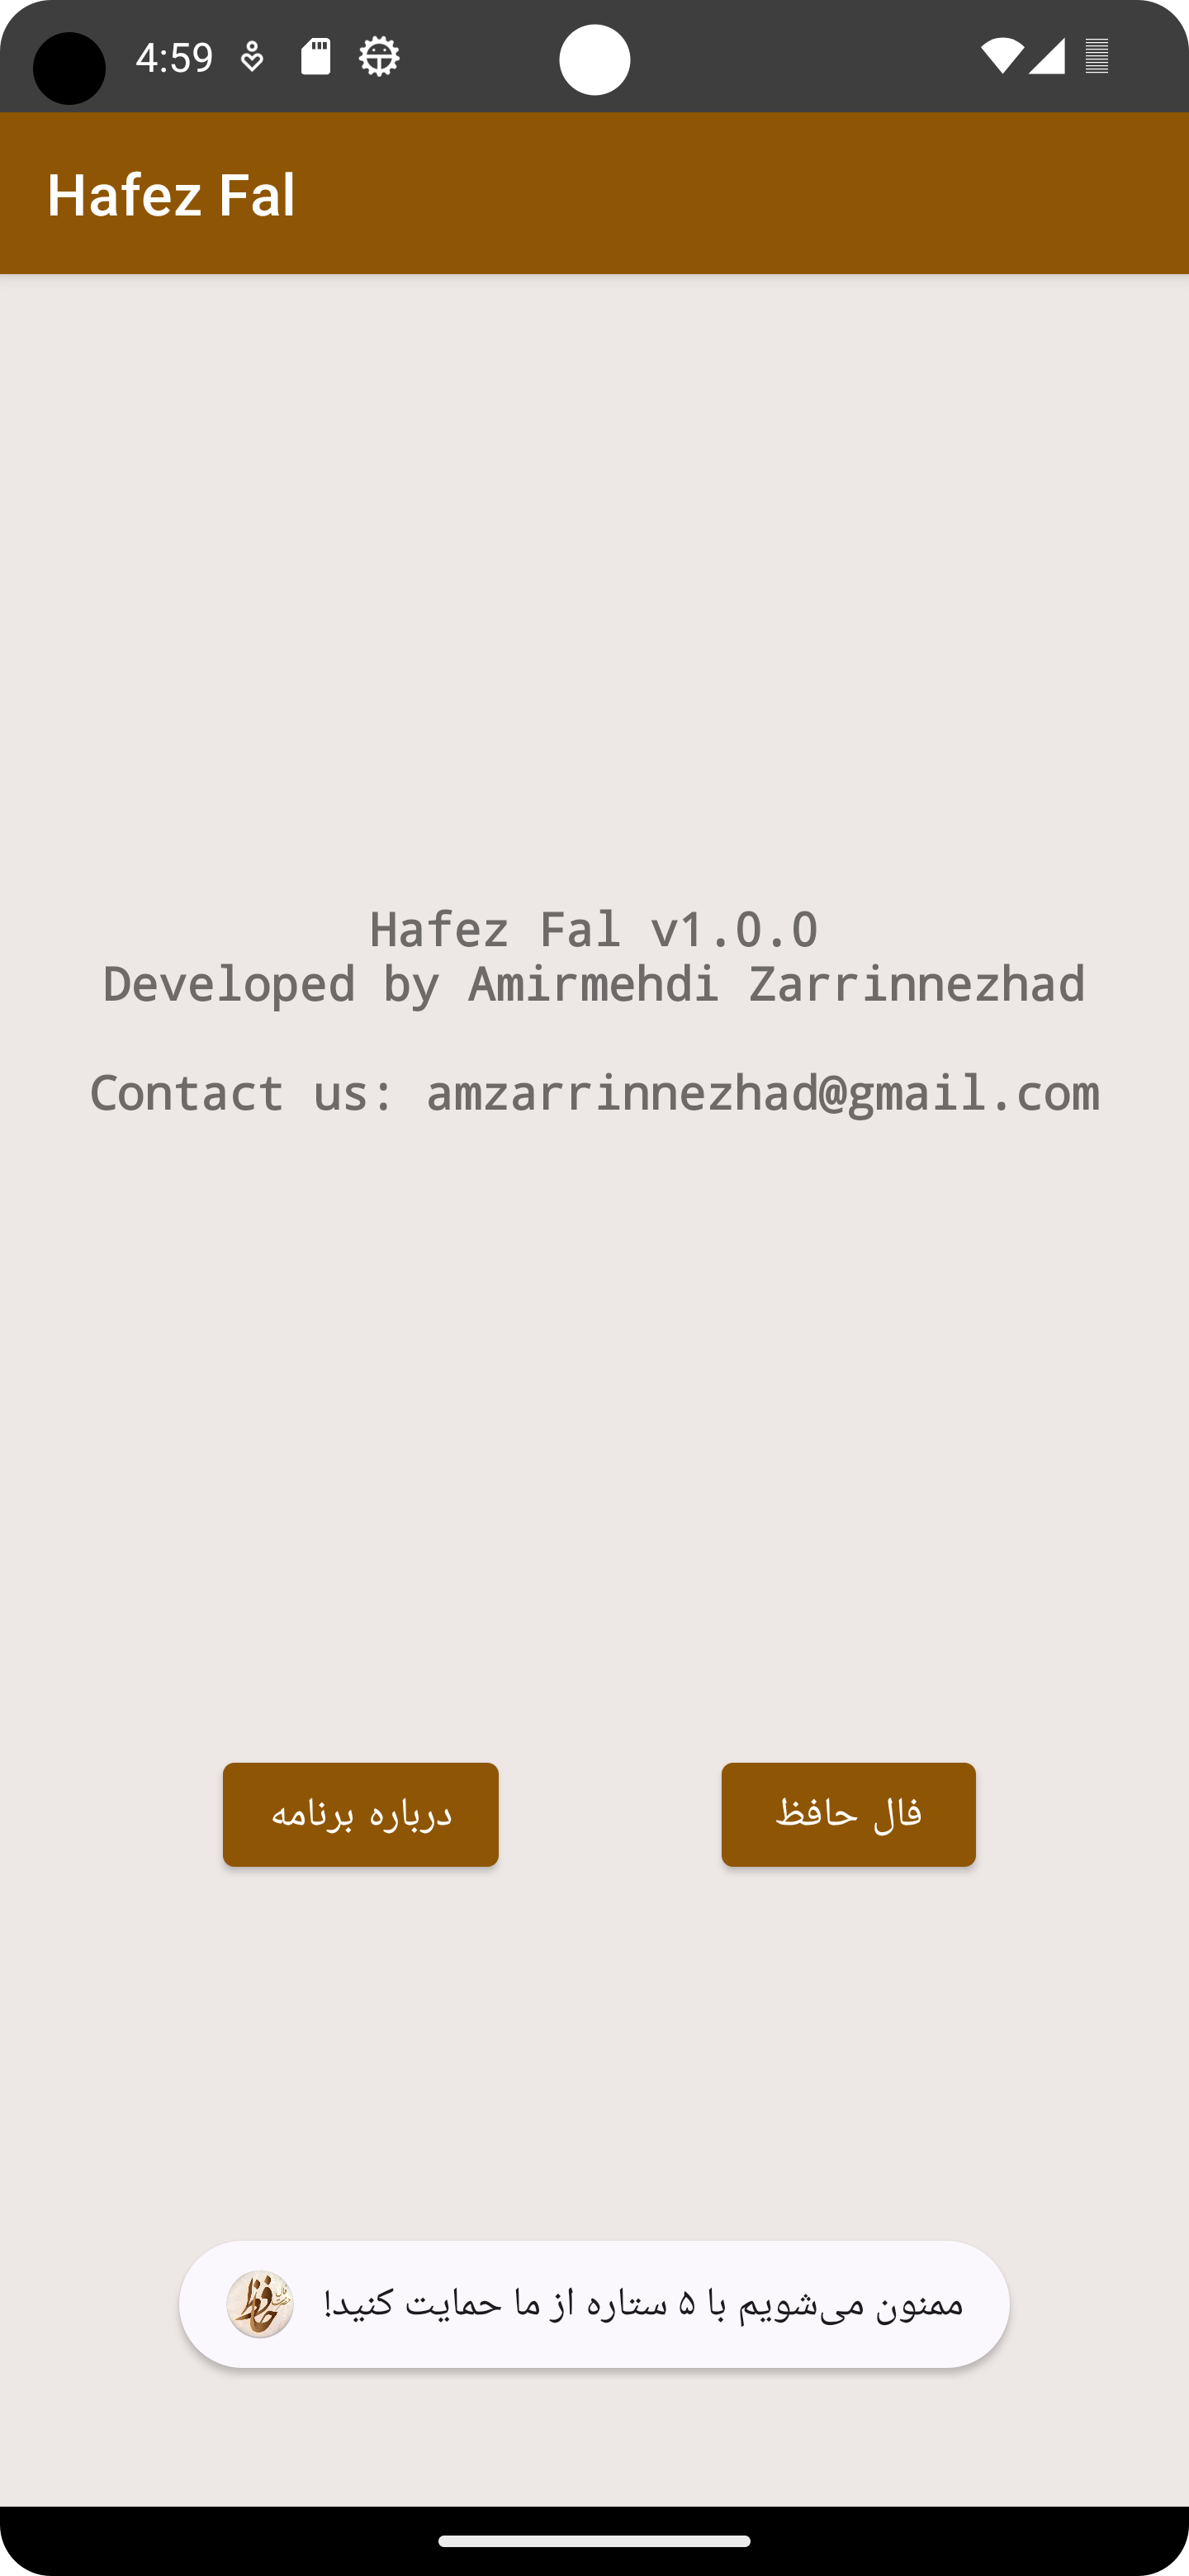 4:59
Hafez Fal
Hafez Fal v1.0.0
Developed by Amirmehdi Zarrinnezhad
Contact us: amzarrinnezhad@gmail.com
فال حافظ
درباره برنامه
ممنون می‌شویم با ۵ ستاره از ما حمایت کنید!
حافظ